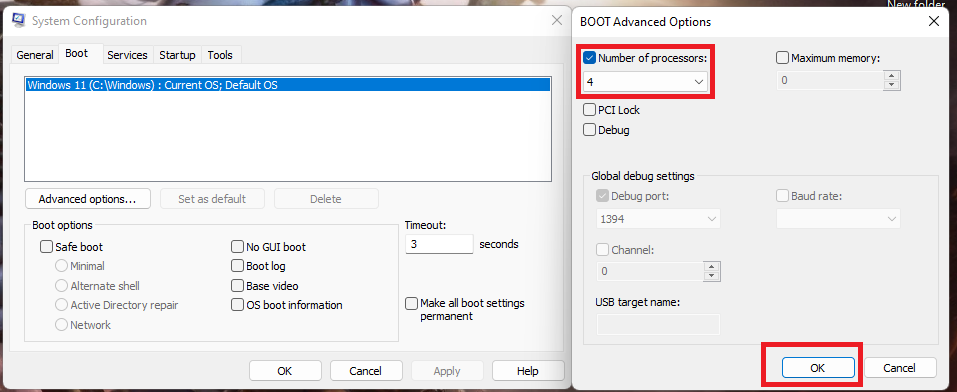 New folder
System Configuration
General Boot Services Startup Tools
Windows 11 (C:\Windows) : Current OS; Default OS
Advanced options... Set as default Delete
Boot options
Safe boot
Minimal
Alternate shell
Active Directory repair
Network
No GUI boot
Boot log
Base video
OS boot information
Timeout:
3 seconds
Make all boot settings
permanent
OK Cancel Apply Help
BOOT Advanced Options
Number of processors:
4
Maximum memory:
0
PCI Lock
Debug
Global debug settings
Debug port:
1394
Baud rate:
Channel:
0
USB target name:
OK Cancel